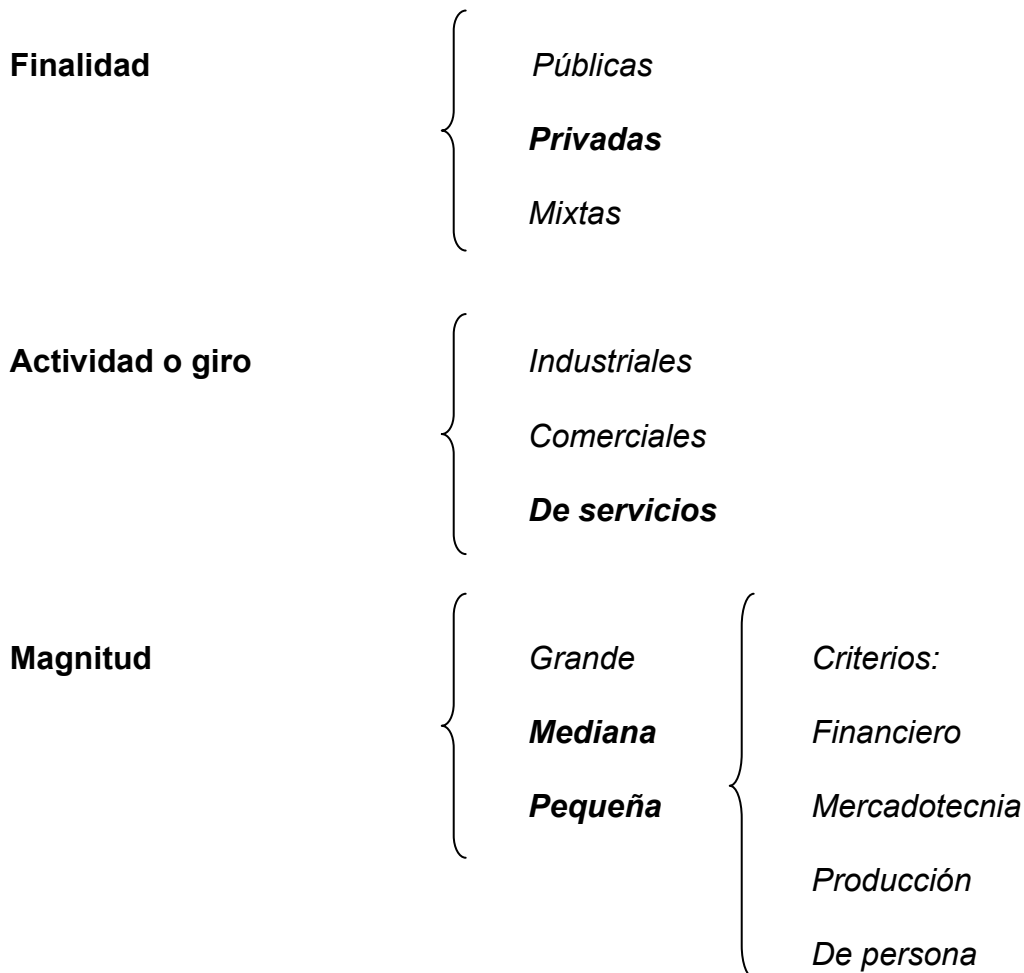 Finalidad
Públicas
Privadas
Mixtas
Actividad o giro
Industriales
Comerciales
De servicios
Magnitud
Grande
Mediana
Pequeña
Criterios:
Financiero
Mercadotecnia
Producción
De persona